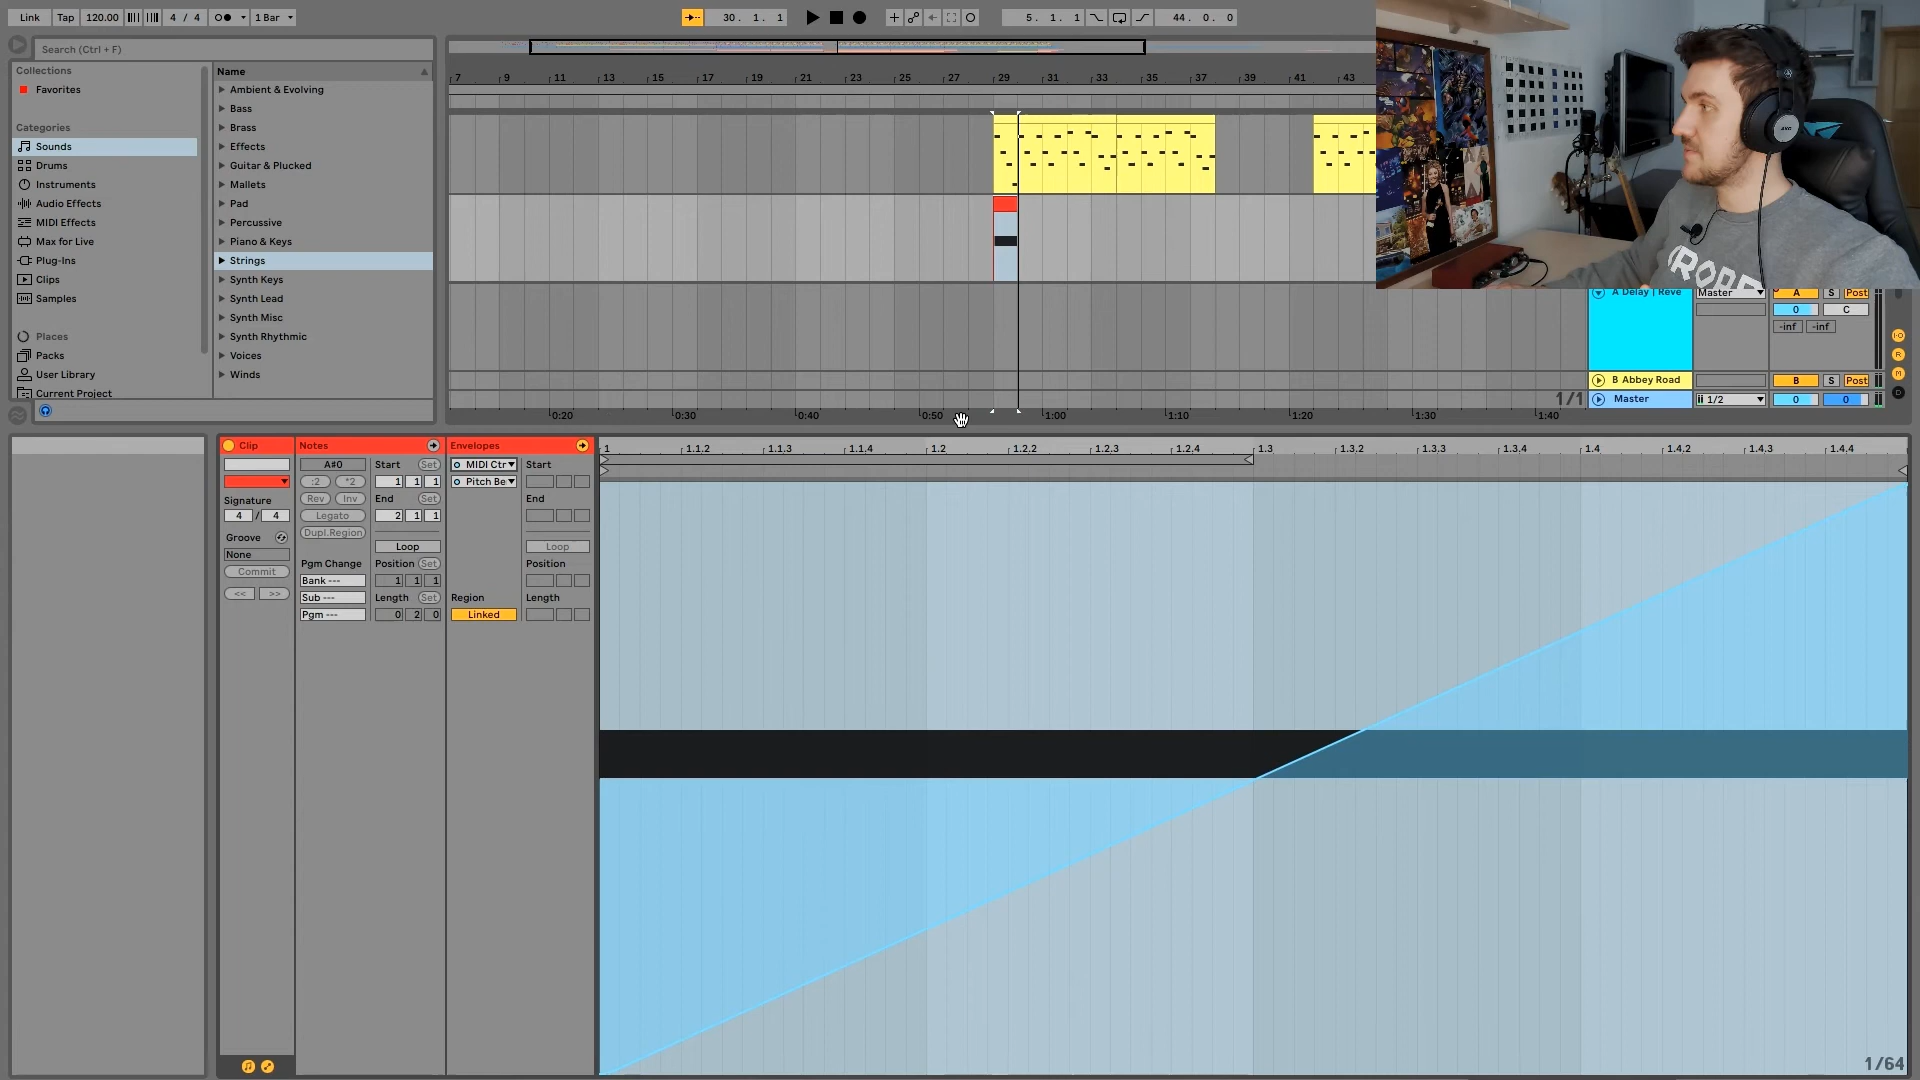 Link Tap 120.00 4 / 4 1 Bar 30. 1. 1 5. 1. 1 44. 0. 0
Search (Ctrl + F)
Collections
Favorites
Categories
Sounds
Drums
Instruments
Audio Effects
MIDI Effects
Max for Live
Plug-Ins
Clips
Samples
Places
Packs
User Library
Current Project
Name
Ambient & Evolving
Bass
Brass
Effects
Guitar & Plucked
Mallets
Pad
Percussive
Piano & Keys
Strings
Synth Keys
Synth Lead
Synth Misc
Synth Rhythmic
Voices
Winds
7 9 11 13 15 17 19 21 23 25 27 29 31 33 35 37 39 41 43
A Delay | Reve Master A S Post
0 C
-inf -inf
B Abbey Road B S Post
1/1 Master 1/2 0 0
0:20 0:30 0:40 0:50 1:00 1:10 1:20 1:30 1:40
Clip
Signature
4 / 4
Groove
None
Commit
<< >>
Notes
A#0
:2 *2
Rev Inv
Legato
Dupl.Region
Pgm Change
Bank ---
Sub ---
Pgm ---
Start Set
1 1 1
End Set
2 1 1
Loop
Position Set
1 1 1
Length Set
0 2 0
Envelopes
MIDI Ctr
Pitch Be
Region
Linked
Start
End
Loop
Position
Length
1 1.1.2 1.1.3 1.1.4 1.2 1.2.2 1.2.3 1.2.4 1.3 1.3.2 1.3.3 1.3.4 1.4 1.4.2 1.4.3 1.4.4
1/64